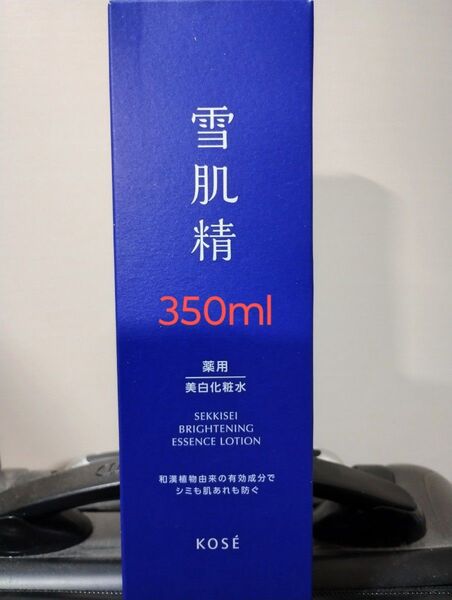 雪肌精
350ml
薬用
美白化粧水
SEKKISEI
BRIGHTENING
ESSENCE LOTION
和漢植物由来の有効成分で
シミも肌あれも防ぐ
KOSÉ